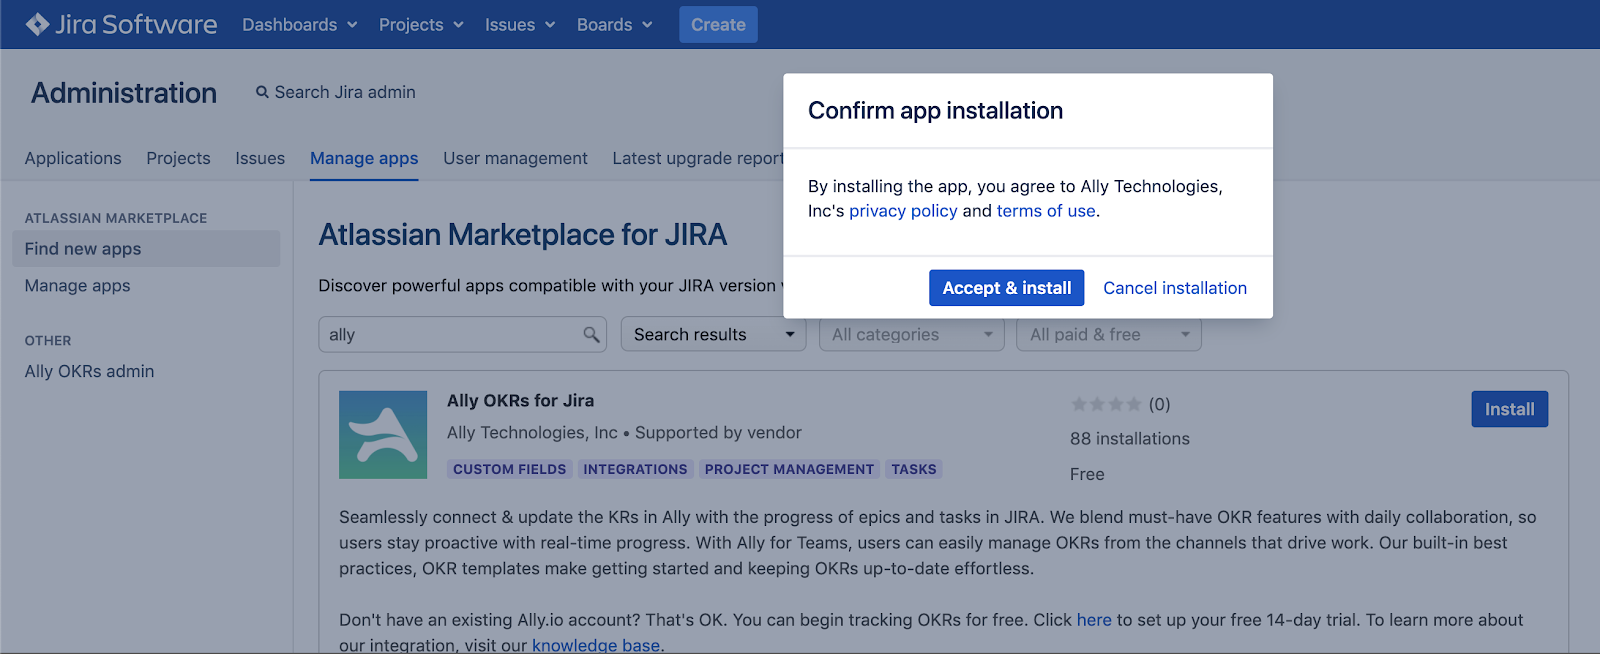 Jira Software Dashboards Projects Issues Boards Create
Administration Search Jira admin
Applications Projects Issues Manage apps User management Latest upgrade report
Confirm app installation
By installing the app, you agree to Ally Technologies,
Inc's privacy policy and terms of use.
Accept & install Cancel installation
ATLASSIAN MARKETPLACE
Find new apps
Manage apps
OTHER
Ally OKRs admin
Atlassian Marketplace for JIRA
Discover powerful apps compatible with your JIRA version
ally Search results All categories All paid & free
Ally OKRs for Jira
Ally Technologies, Inc • Supported by vendor
CUSTOM FIELDS INTEGRATIONS PROJECT MANAGEMENT TASKS
(0)
88 installations
Free
Install
Seamlessly connect & update the KRs in Ally with the progress of epics and tasks in JIRA. We blend must-have OKR features with daily collaboration, so
users stay proactive with real-time progress. With Ally for Teams, users can easily manage OKRs from the channels that drive work. Our built-in best
practices, OKR templates make getting started and keeping OKRs up-to-date effortless.
Don't have an existing Ally.io account? That's OK. You can begin tracking OKRs for free. Click here to set up your free 14-day trial. To learn more about
our integration, visit our knowledge base.